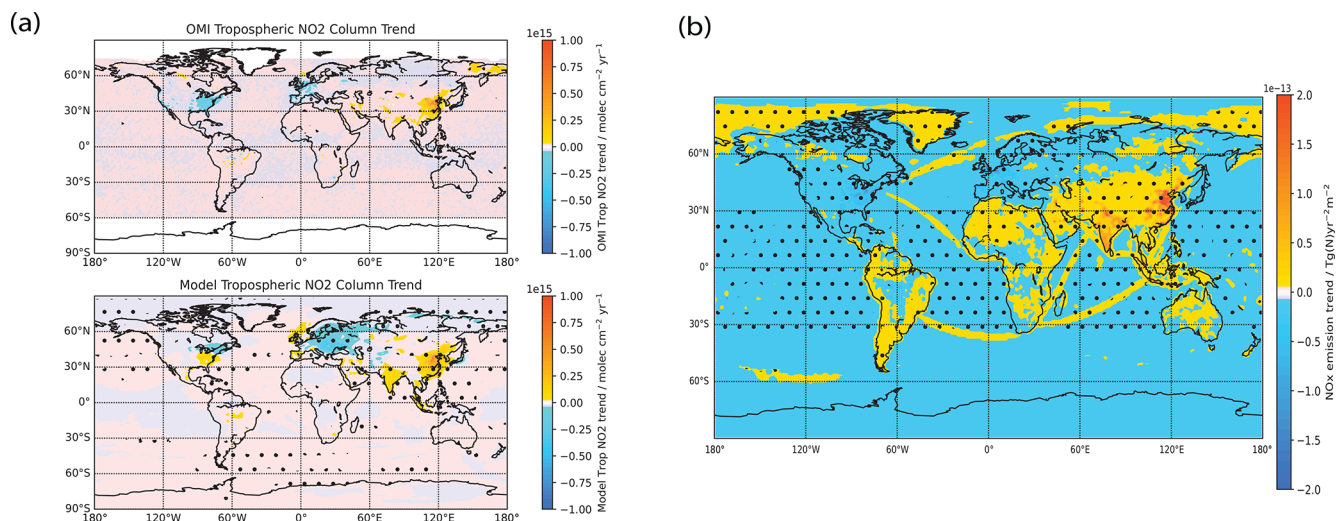 (a)
OMI Tropospheric NO2 Column Trend
1e15
60°N
30°N
0°
30°S
60°S
90°S
180° 120°W 60°W 0° 60°E 120°E 180°
1.00
0.75
0.50
0.25
0.00
−0.25
−0.50
−0.75
−1.00
OMI Trop NO2 trend / molec cm⁻² yr⁻¹
Model Tropospheric NO2 Column Trend
1e15
60°N
30°N
0°
30°S
60°S
90°S
180° 120°W 60°W 0° 60°E 120°E 180°
1.00
0.75
0.50
0.25
0.00
−0.25
−0.50
−0.75
−1.00
Model Trop NO2 trend / molec cm⁻² yr⁻¹
(b)
1e−13
60°N
30°N
0°
30°S
60°S
180° 120°W 60°W 0° 60°E 120°E 180°
2.0
1.5
1.0
0.5
0.0
−0.5
−1.0
−1.5
−2.0
NOx emission trend / Tg(N)yr⁻²m⁻²